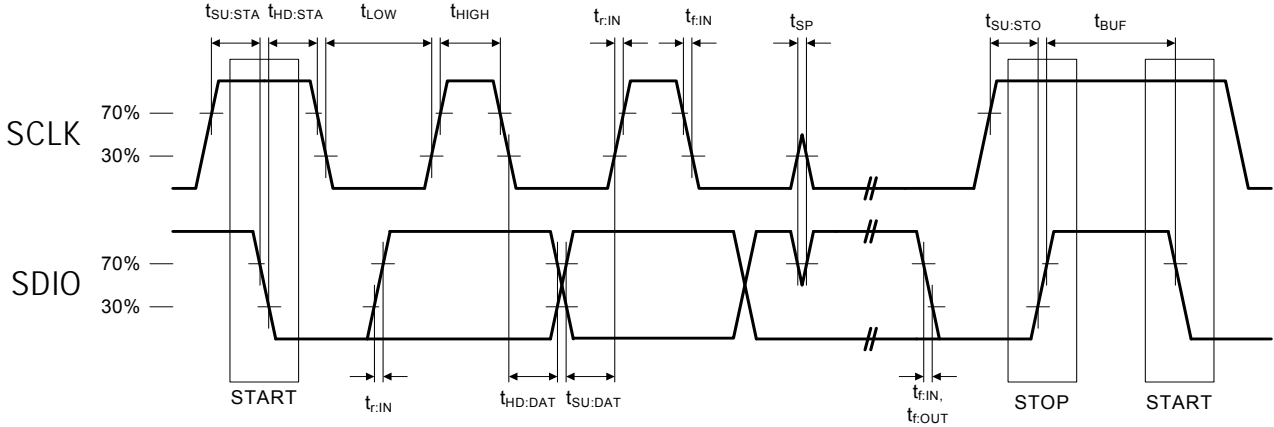 tSU:STA tHD:STA tLOW tHIGH tr:IN tf:IN tSP tSU:STO tBUF
SCLK
70%
30%
SDIO
70%
30%
START
tr:IN
tHD:DAT tSU:DAT
tf:IN,
tf:OUT
STOP
START